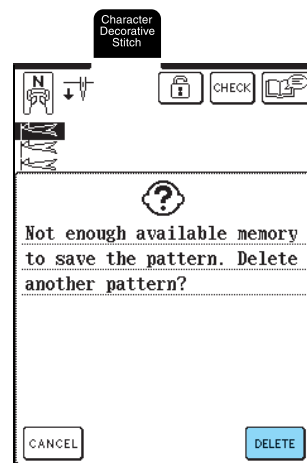 Character
Decorative
Stitch
N
CHECK
Not enough available memory
to save the pattern. Delete
another pattern?
CANCEL
DELETE